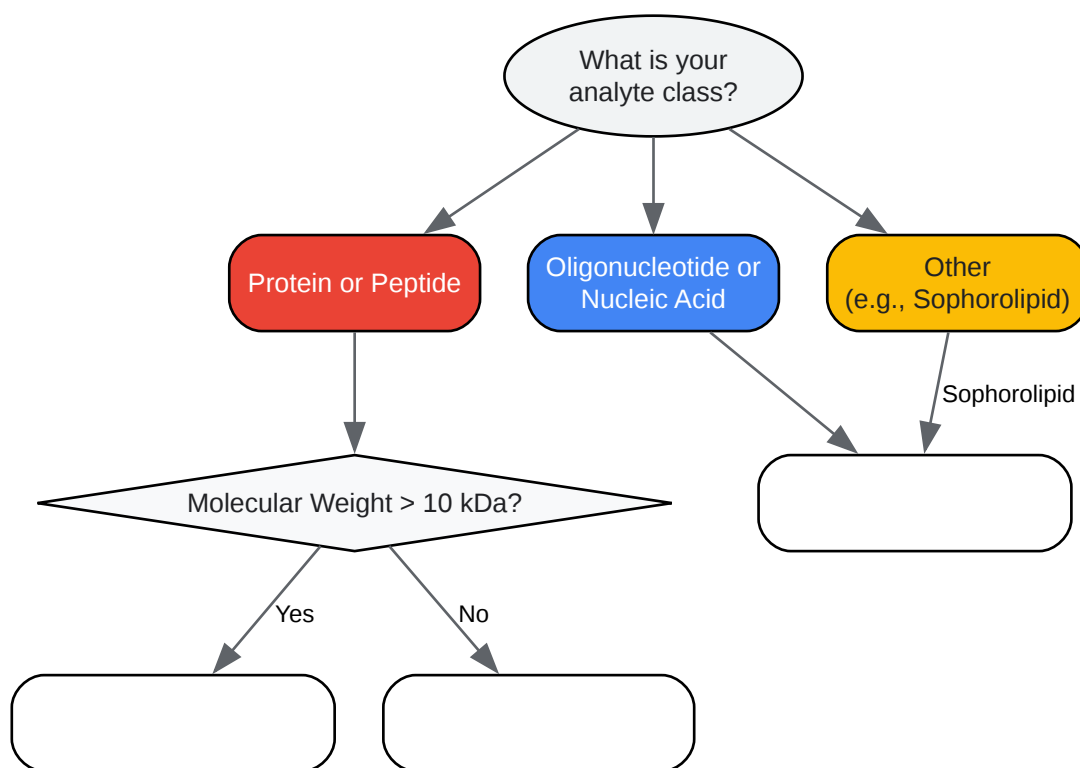 What is your
analyte class?
Protein or Peptide
Oligonucleotide or
Nucleic Acid
Other
(e.g., Sophorolipid)
Sophorolipid
Molecular Weight > 10 kDa?
Yes
No